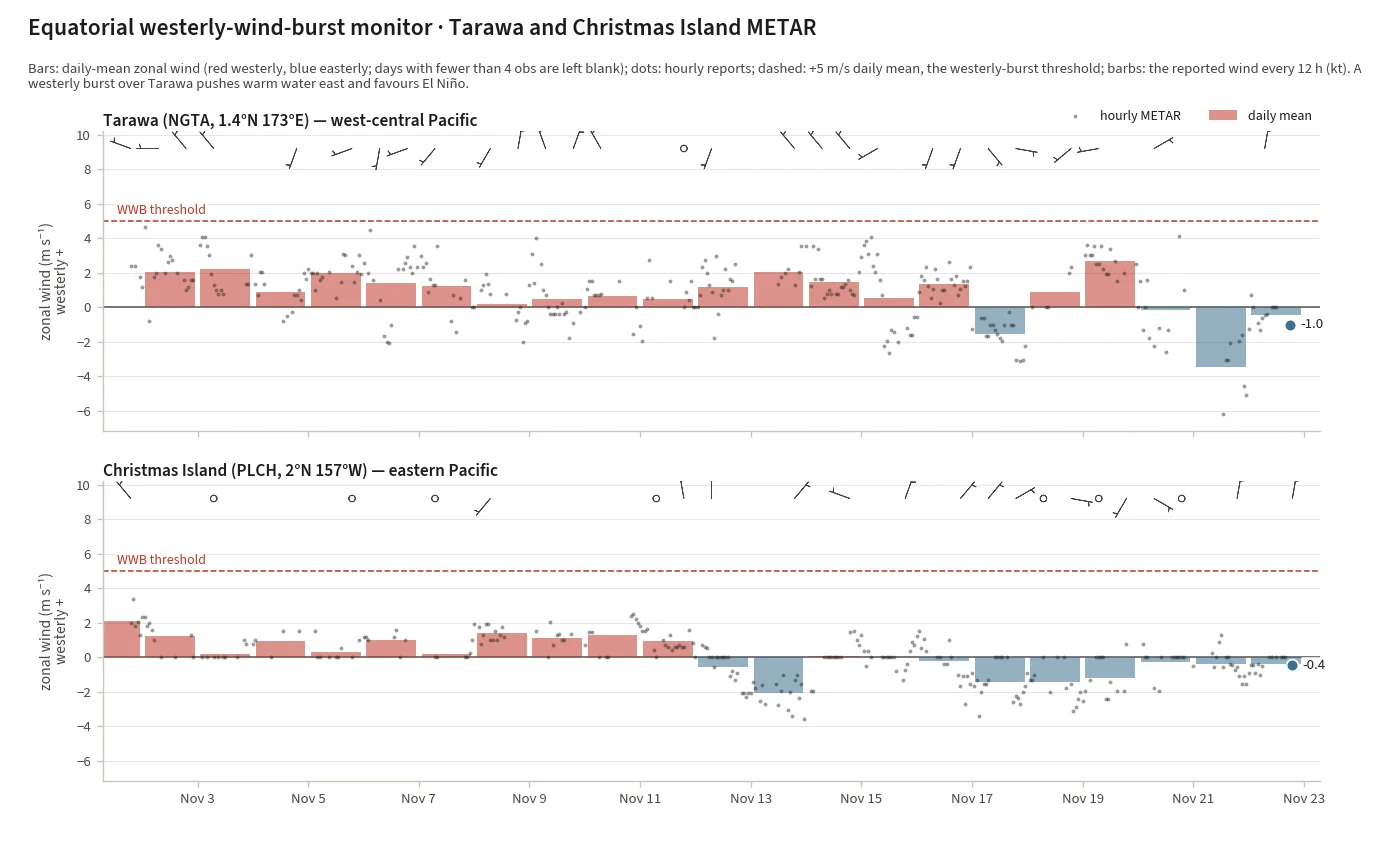 Equatorial westerly-wind-burst monitor · Tarawa and Christmas Island METAR
Bars: daily-mean zonal wind (red westerly, blue easterly; days with fewer than 4 obs are left blank); dots: hourly reports; dashed: +5 m/s daily mean, the westerly-burst threshold; barbs: the reported wind every 12 h (kt). A
westerly burst over Tarawa pushes warm water east and favours El Niño.
Tarawa (NGTA, 1.4°N 173°E) — west-central Pacific
hourly METAR
daily mean
10
8
6
4
2
0
−2
−4
−6
zonal wind (m s⁻¹)
westerly +
WWB threshold
-1.0
Christmas Island (PLCH, 2°N 157°W) — eastern Pacific
10
8
6
4
2
0
−2
−4
−6
zonal wind (m s⁻¹)
westerly +
WWB threshold
-0.4
Nov 3
Nov 5
Nov 7
Nov 9
Nov 11
Nov 13
Nov 15
Nov 17
Nov 19
Nov 21
Nov 23